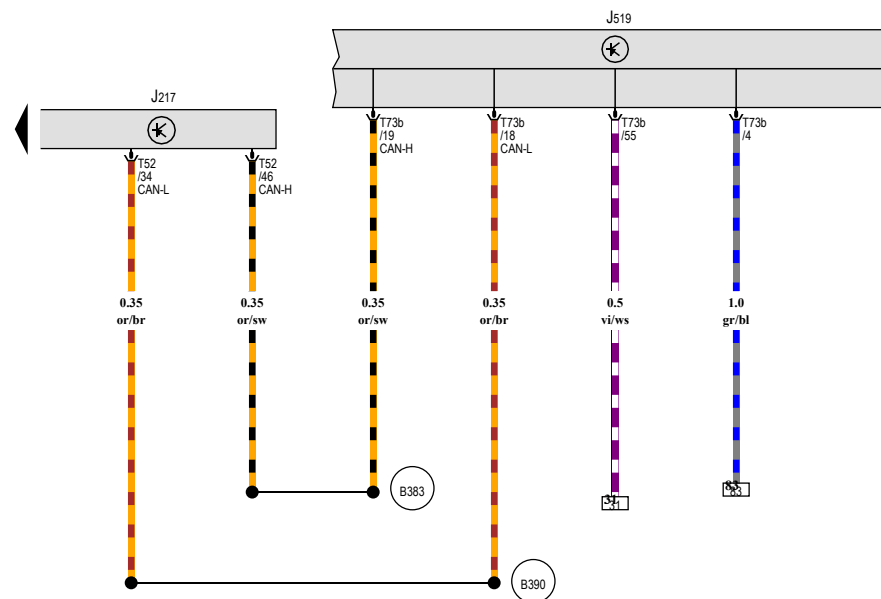 J519
J217
T73b
/19
CAN-H
T73b
/18
CAN-L
T73b
/55
T73b
/4
T52
/34
CAN-L
T52
/46
CAN-H
0.35
or/br
0.35
or/sw
0.35
or/sw
0.35
or/br
0.5
vi/ws
1.0
gr/bl
B383
31
31
83
83
B390